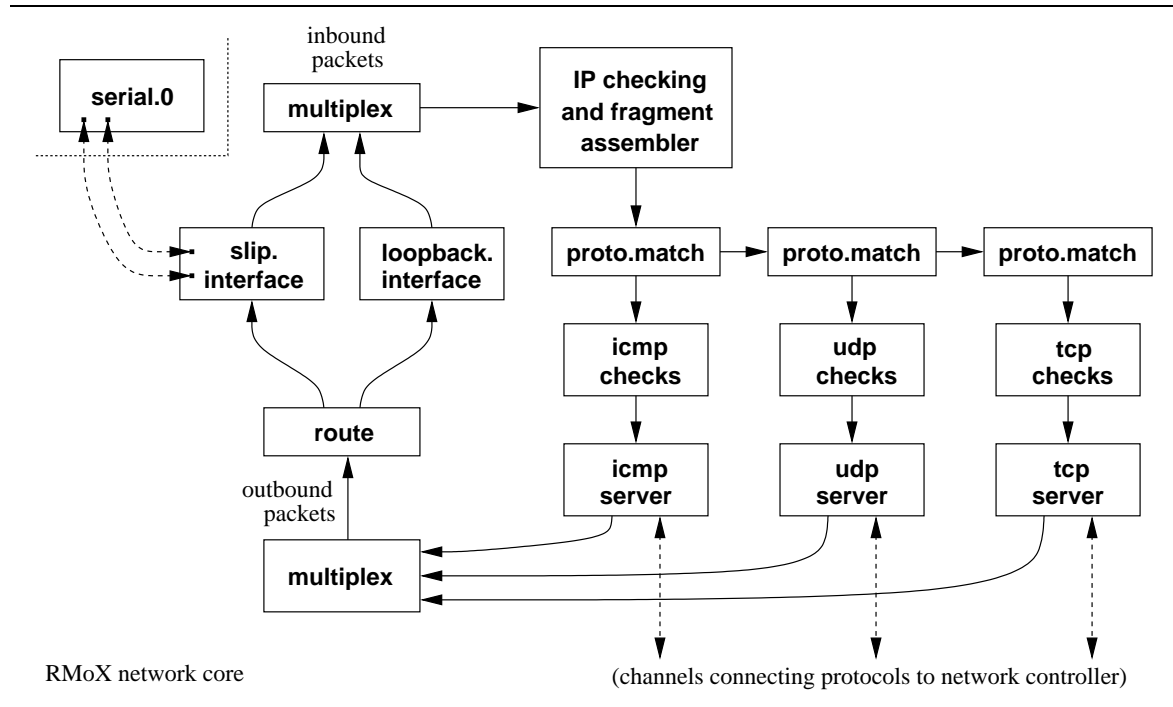 inbound
packets
serial.0
multiplex
IP checking
and fragment
assembler
slip.
interface
loopback.
interface
proto.match
proto.match
proto.match
icmp
checks
udp
checks
tcp
checks
route
icmp
server
udp
server
tcp
server
outbound
packets
multiplex
RMoX network core
(channels connecting protocols to network controller)